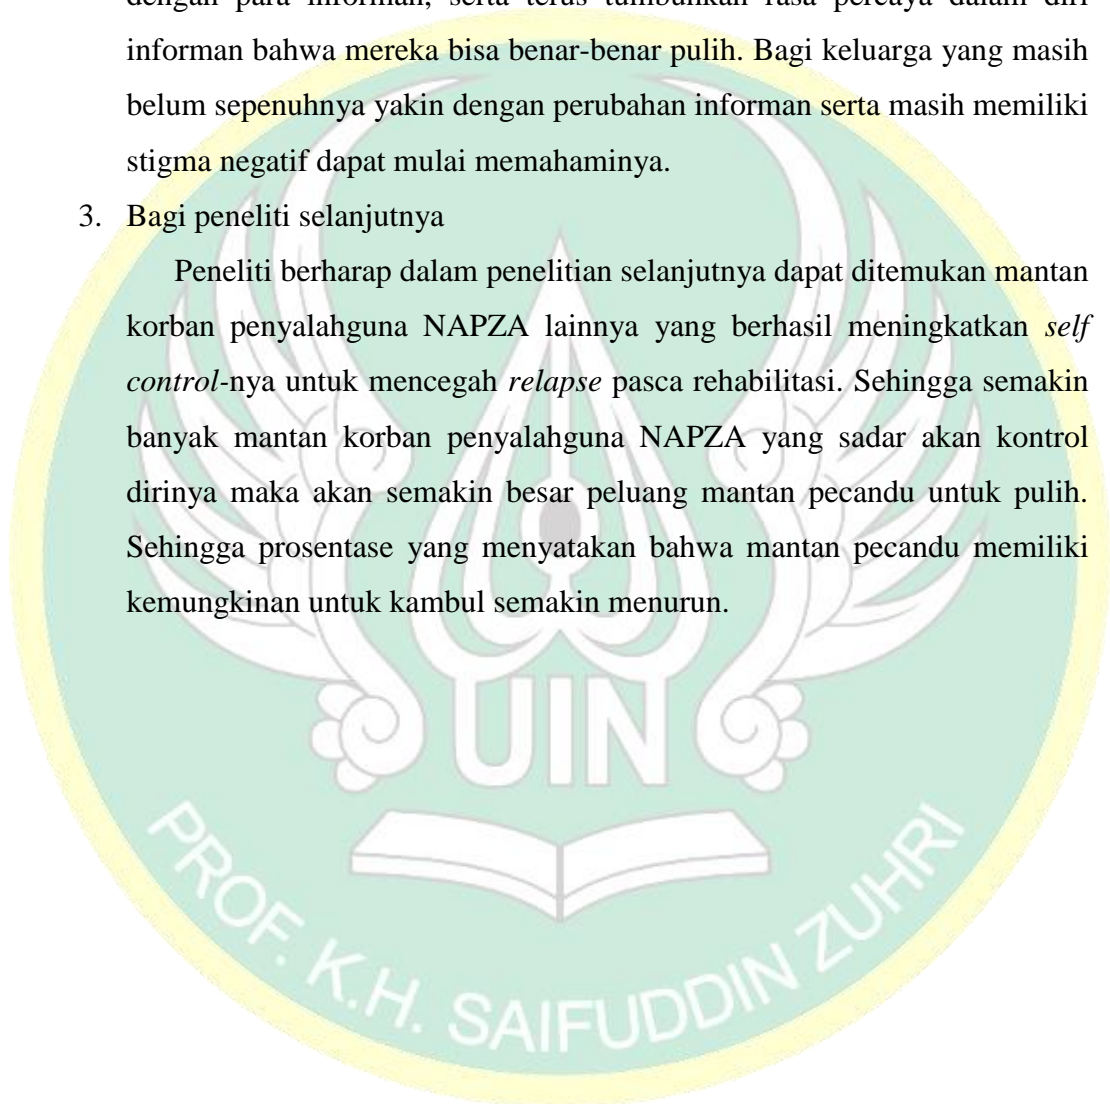 dengan para informan, serta terus tumbuhkan rasa percaya dalam diri
informan bahwa mereka bisa benar-benar pulih. Bagi keluarga yang masih
belum sepenuhnya yakin dengan perubahan informan serta masih memiliki
stigma negatif dapat mulai memahaminya.
3. Bagi peneliti selanjutnya
Peneliti berharap dalam penelitian selanjutnya dapat ditemukan mantan
korban penyalahguna NAPZA lainnya yang berhasil meningkatkan self
control-nya untuk mencegah relapse pasca rehabilitasi. Sehingga semakin
banyak mantan korban penyalahguna NAPZA yang sadar akan kontrol
dirinya maka akan semakin besar peluang mantan pecandu untuk pulih.
Sehingga prosentase yang menyatakan bahwa mantan pecandu memiliki
kemungkinan untuk kambul semakin menurun.
UIN
PROF. K.H. SAIFUDDIN ZUHRI